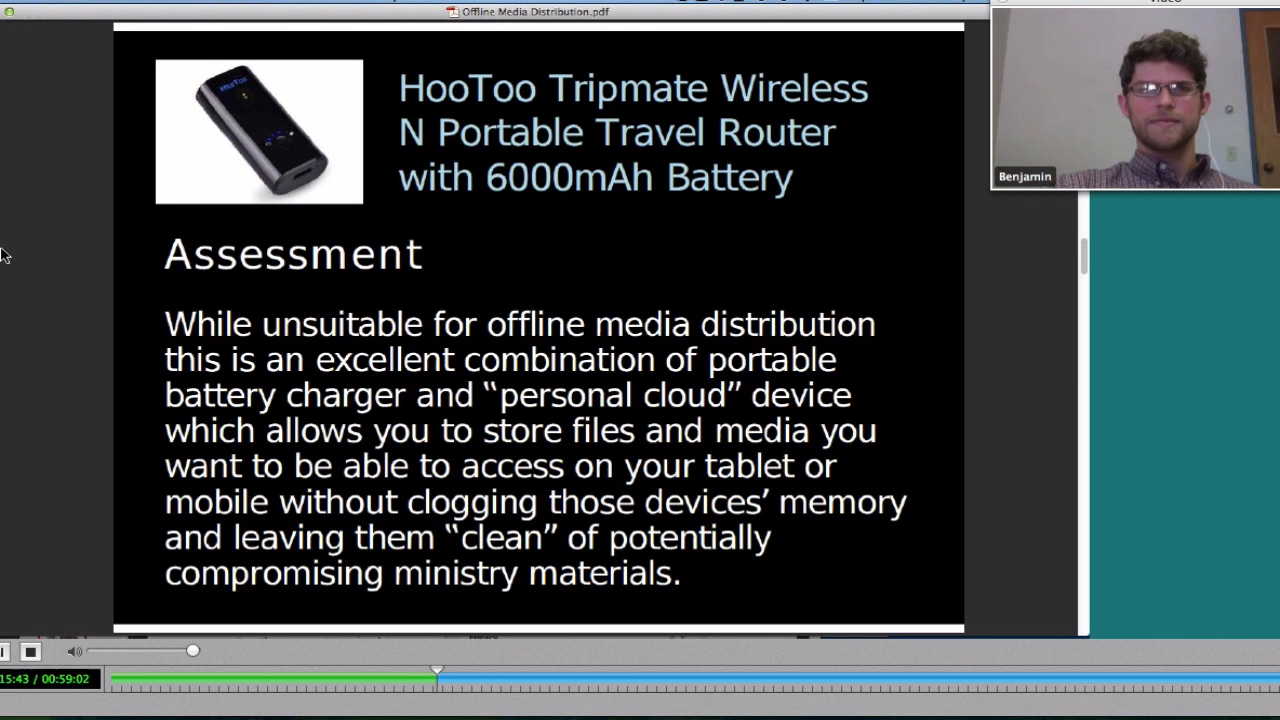 Offline Media Distribution.pdf
HooToo
HooToo Tripmate Wireless
N Portable Travel Router
with 6000mAh Battery
Benjamin
Assessment
While unsuitable for offline media distribution
this is an excellent combination of portable
battery charger and “personal cloud” device
which allows you to store files and media you
want to be able to access on your tablet or
mobile without clogging those devices’ memory
and leaving them “clean” of potentially
compromising ministry materials.
15:43 / 00:59:02